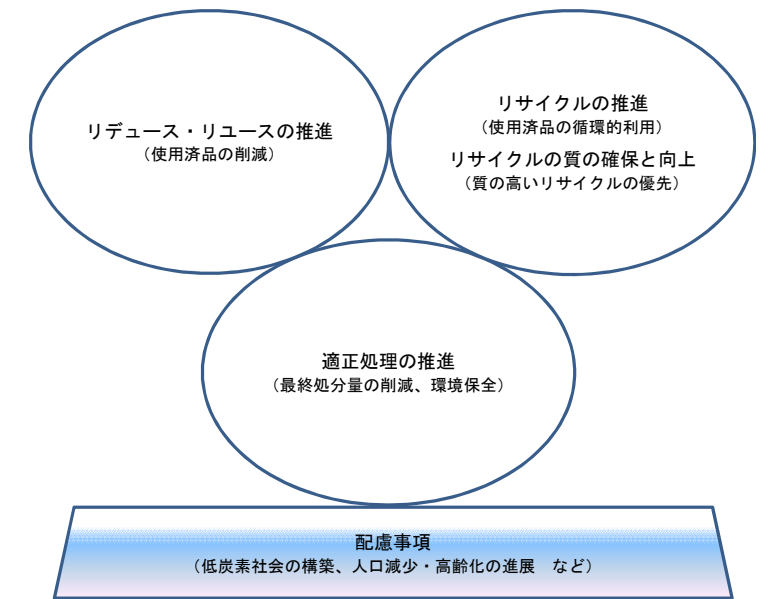 リデュース・リユースの推進
（使用済品の削減）
リサイクルの推進
（使用済品の循環的利用）
リサイクルの質の確保と向上
（質の高いリサイクルの優先）
適正処理の推進
（最終処分量の削減、環境保全）
配慮事項
（低炭素社会の構築、人口減少・高齢化の進展　など）